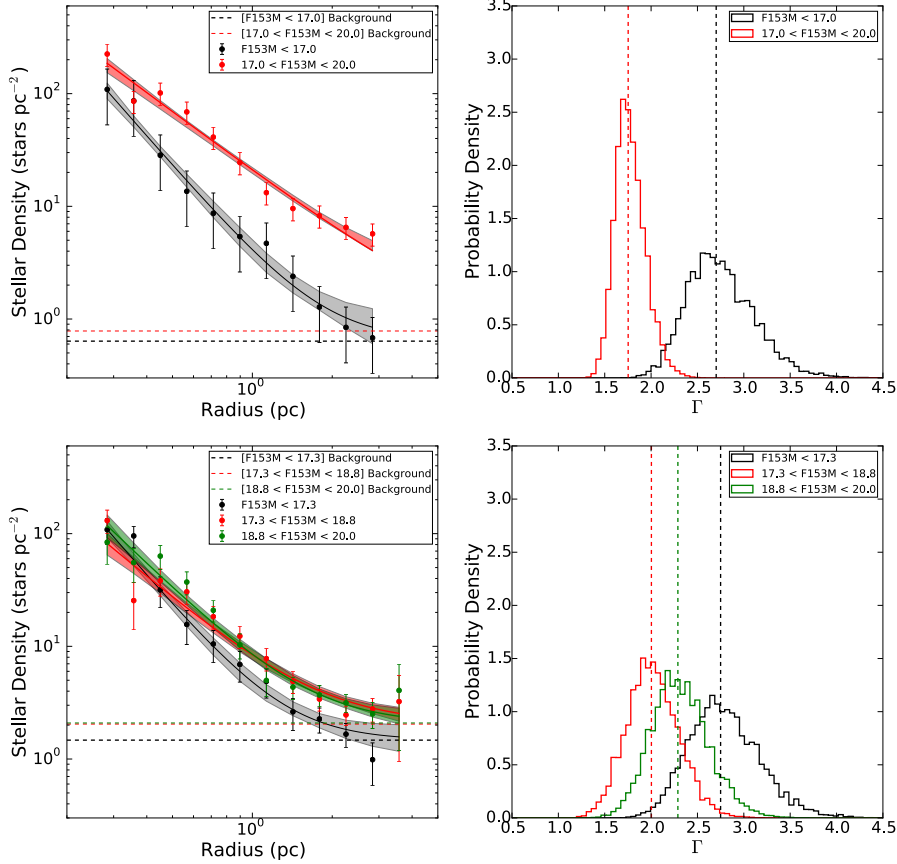 [F153M < 17.0] Background
[17.0 < F153M < 20.0] Background
F153M < 17.0
17.0 < F153M < 20.0
Stellar Density (stars pc⁻²)
10²
10¹
10⁰
10⁰
Radius (pc)
F153M < 17.0
17.0 < F153M < 20.0
Probability Density
3.5
3.0
2.5
2.0
1.5
1.0
0.5
0.0
0.5 1.0 1.5 2.0 2.5 3.0 3.5 4.0 4.5
Γ
[F153M < 17.3] Background
[17.3 < F153M < 18.8] Background
[18.8 < F153M < 20.0] Background
F153M < 17.3
17.3 < F153M < 18.8
18.8 < F153M < 20.0
Stellar Density (stars pc⁻²)
10²
10¹
10⁰
10⁰
Radius (pc)
F153M < 17.3
17.3 < F153M < 18.8
18.8 < F153M < 20.0
Probability Density
3.5
3.0
2.5
2.0
1.5
1.0
0.5
0.0
0.5 1.0 1.5 2.0 2.5 3.0 3.5 4.0 4.5
Γ